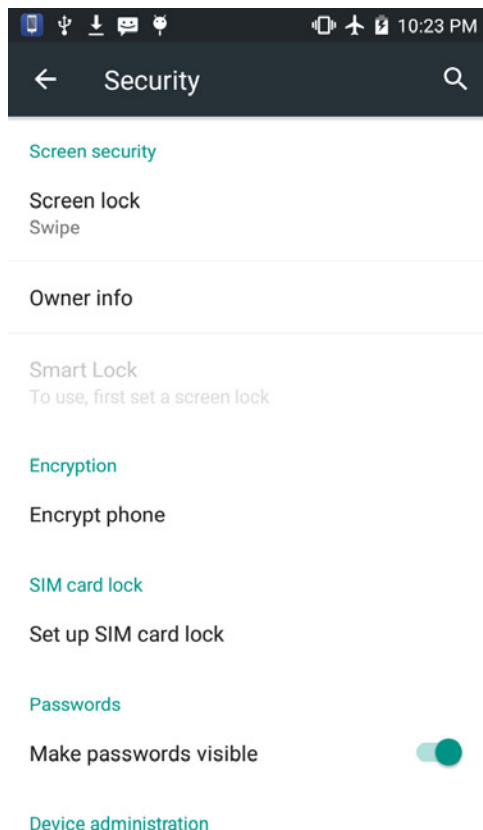 10:23 PM
Security
Screen security
Screen lock
Swipe
Owner info
Smart Lock
To use, first set a screen lock
Encryption
Encrypt phone
SIM card lock
Set up SIM card lock
Passwords
Make passwords visible
Device administration